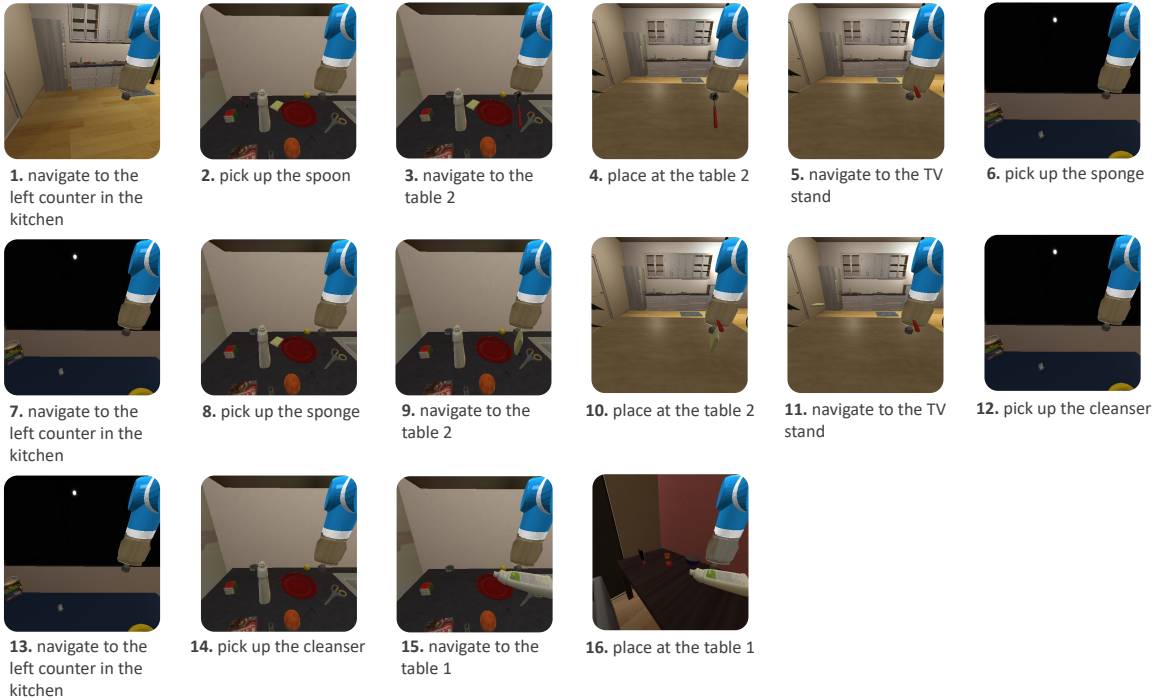 1. navigate to the
left counter in the
kitchen
2. pick up the spoon
3. navigate to the
table 2
4. place at the table 2
5. navigate to the TV
stand
6. pick up the sponge
7. navigate to the
left counter in the
kitchen
8. pick up the sponge
9. navigate to the
table 2
10. place at the table 2
11. navigate to the TV
stand
12. pick up the cleanser
13. navigate to the
left counter in the
kitchen
14. pick up the cleanser
15. navigate to the
table 1
16. place at the table 1